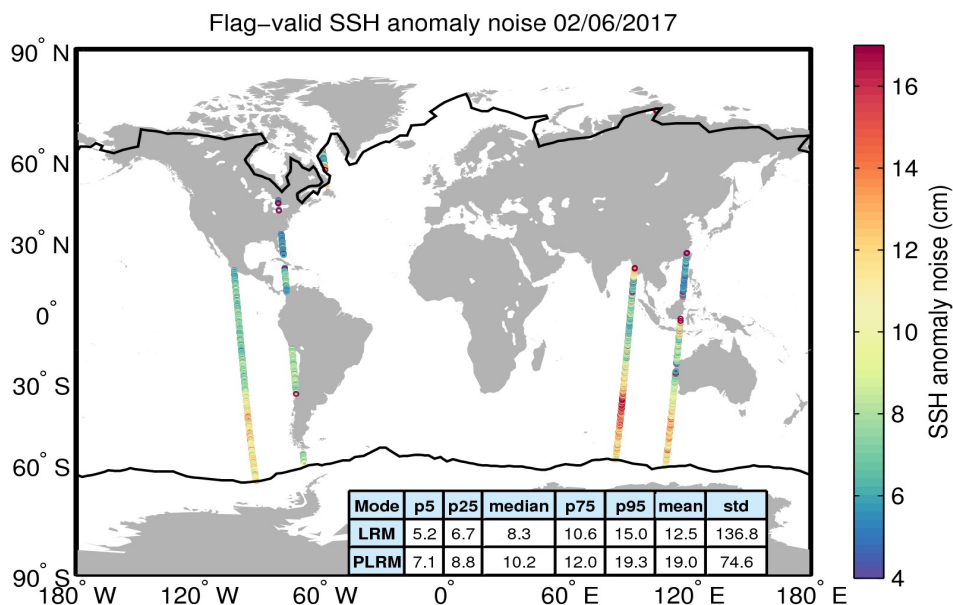 Flag−valid SSH anomaly noise 02/06/2017
90° N
60° N
30° N
0°
30° S
60° S
90° S
180° W 120° W 60° W 0° 60° E 120° E 180° E
Mode p5 p25 median p75 p95 mean std
LRM 5.2 6.7 8.3 10.6 15.0 12.5 136.8
PLRM 7.1 8.8 10.2 12.0 19.3 19.0 74.6
16
14
12
10
8
6
4
SSH anomaly noise (cm)